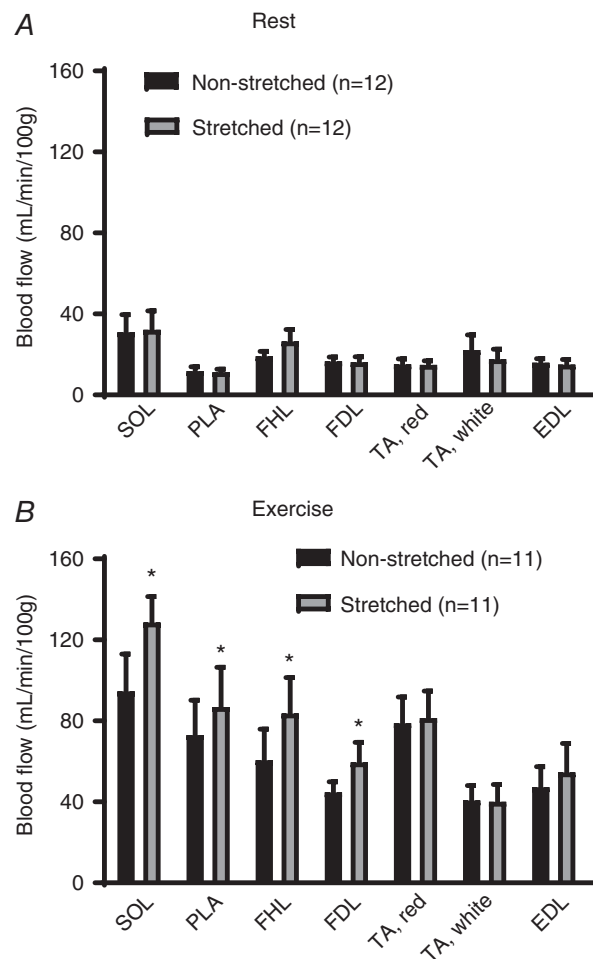 A
Rest
160
120
80
40
0
Blood flow (mL/min/100g)
Non-stretched (n=12)
Stretched (n=12)
SOL
PLA
FHL
FDL
TA, red
TA, white
EDL
B
Exercise
160
120
80
40
0
Blood flow (mL/min/100g)
Non-stretched (n=11)
Stretched (n=11)
*
*
*
*
SOL
PLA
FHL
FDL
TA, red
TA, white
EDL